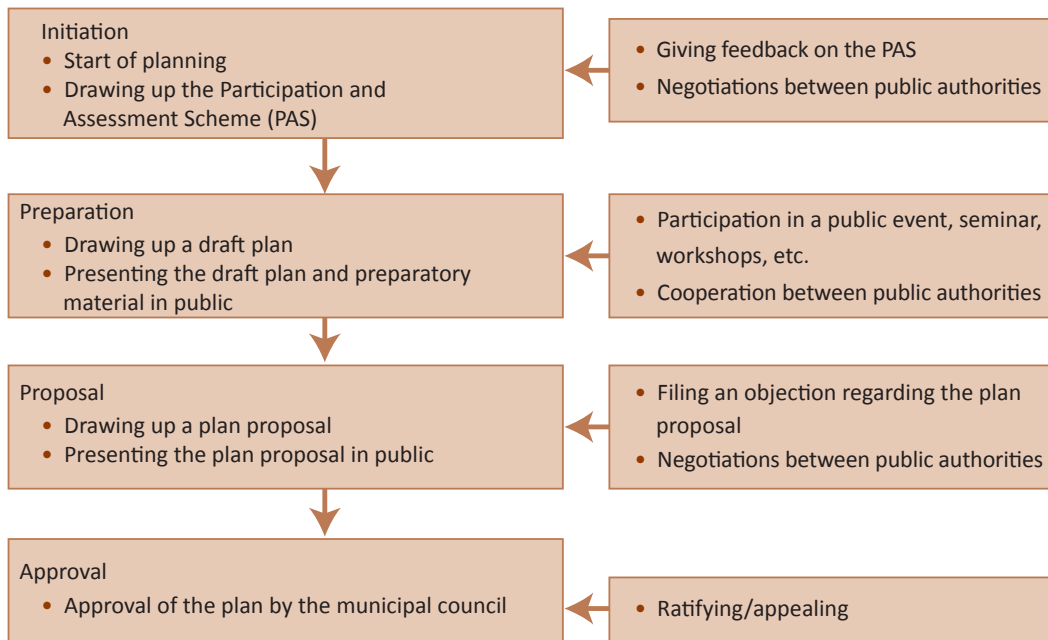 Initiation
• Start of planning
• Drawing up the Participation and
Assessment Scheme (PAS)
• Giving feedback on the PAS
• Negotiations between public authorities
Preparation
• Drawing up a draft plan
• Presenting the draft plan and preparatory
material in public
• Participation in a public event, seminar,
workshops, etc.
• Cooperation between public authorities
Proposal
• Drawing up a plan proposal
• Presenting the plan proposal in public
• Filing an objection regarding the plan
proposal
• Negotiations between public authorities
Approval
• Approval of the plan by the municipal council
• Ratifying/appealing